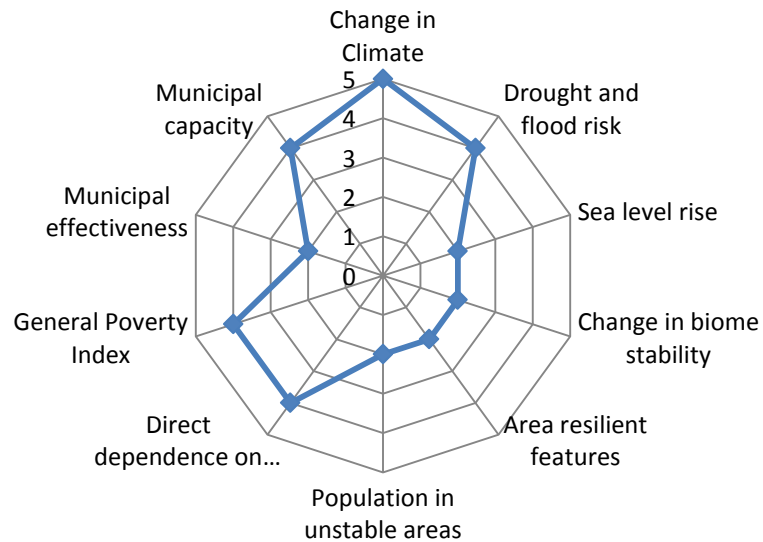 Change in
Climate
Drought and
flood risk
Sea level rise
Change in biome
stability
Area resilient
features
Population in
unstable areas
Direct
dependence on…
General Poverty
Index
Municipal
effectiveness
Municipal
capacity
5
4
3
2
1
0